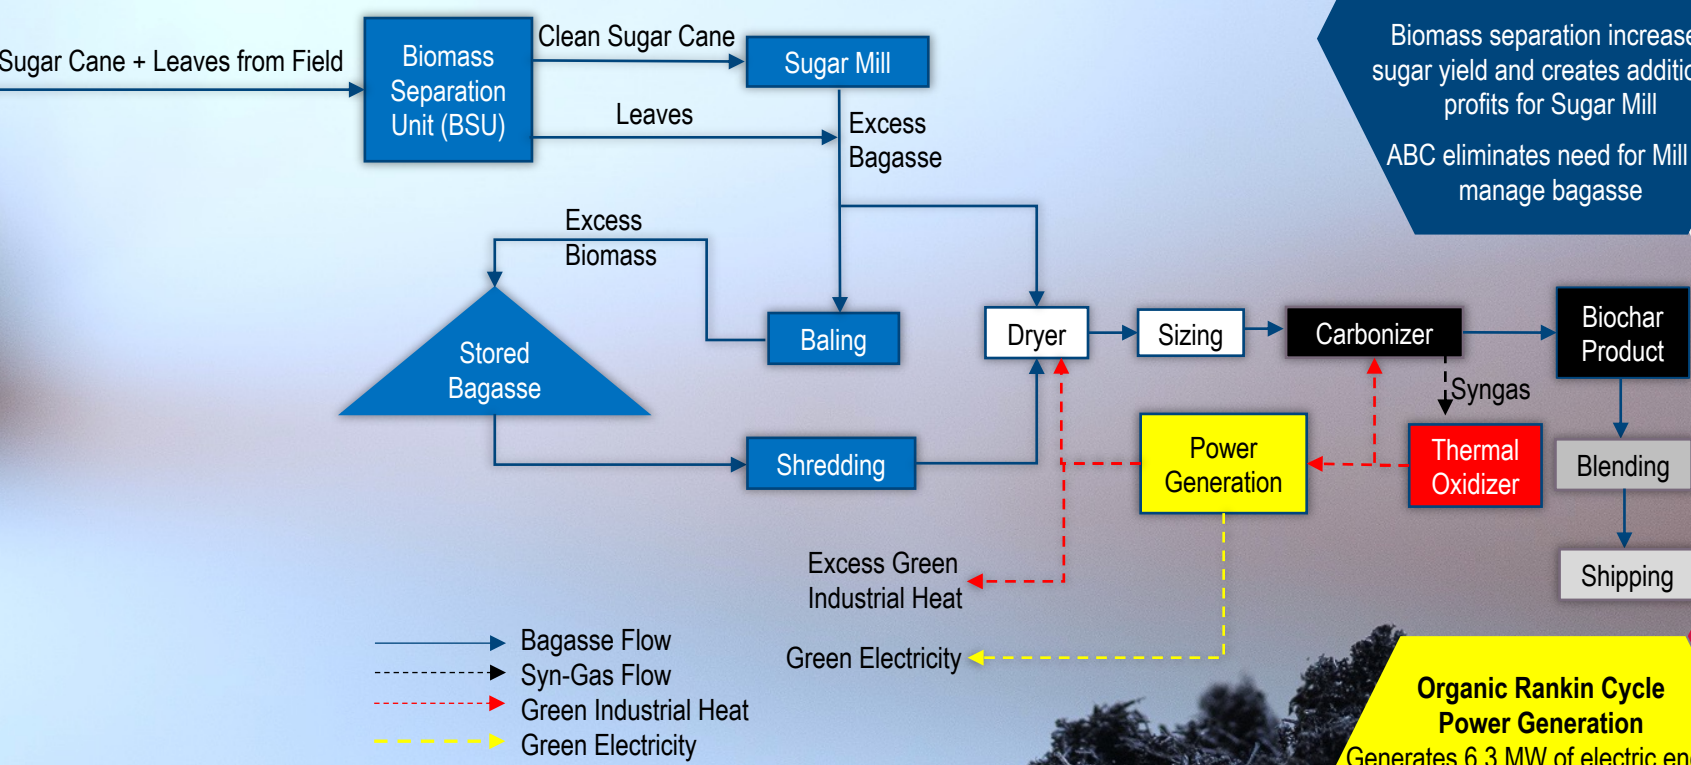 Sugar Cane + Leaves from Field
Biomass
Separation
Unit (BSU)
Clean Sugar Cane
Leaves
Sugar Mill
Excess
Bagasse
Biomass separation increase
sugar yield and creates additio
profits for Sugar Mill
ABC eliminates need for Mill
manage bagasse
Excess
Biomass
Stored
Bagasse
Baling
Shredding
Dryer
Sizing
Carbonizer
Biochar
Product
Syngas
Power
Generation
Thermal
Oxidizer
Blending
Shipping
Excess Green
Industrial Heat
Green Electricity
Bagasse Flow
Syn-Gas Flow
Green Industrial Heat
Green Electricity
Organic Rankin Cycle
Power Generation
Generates 6.3 MW of electric ene